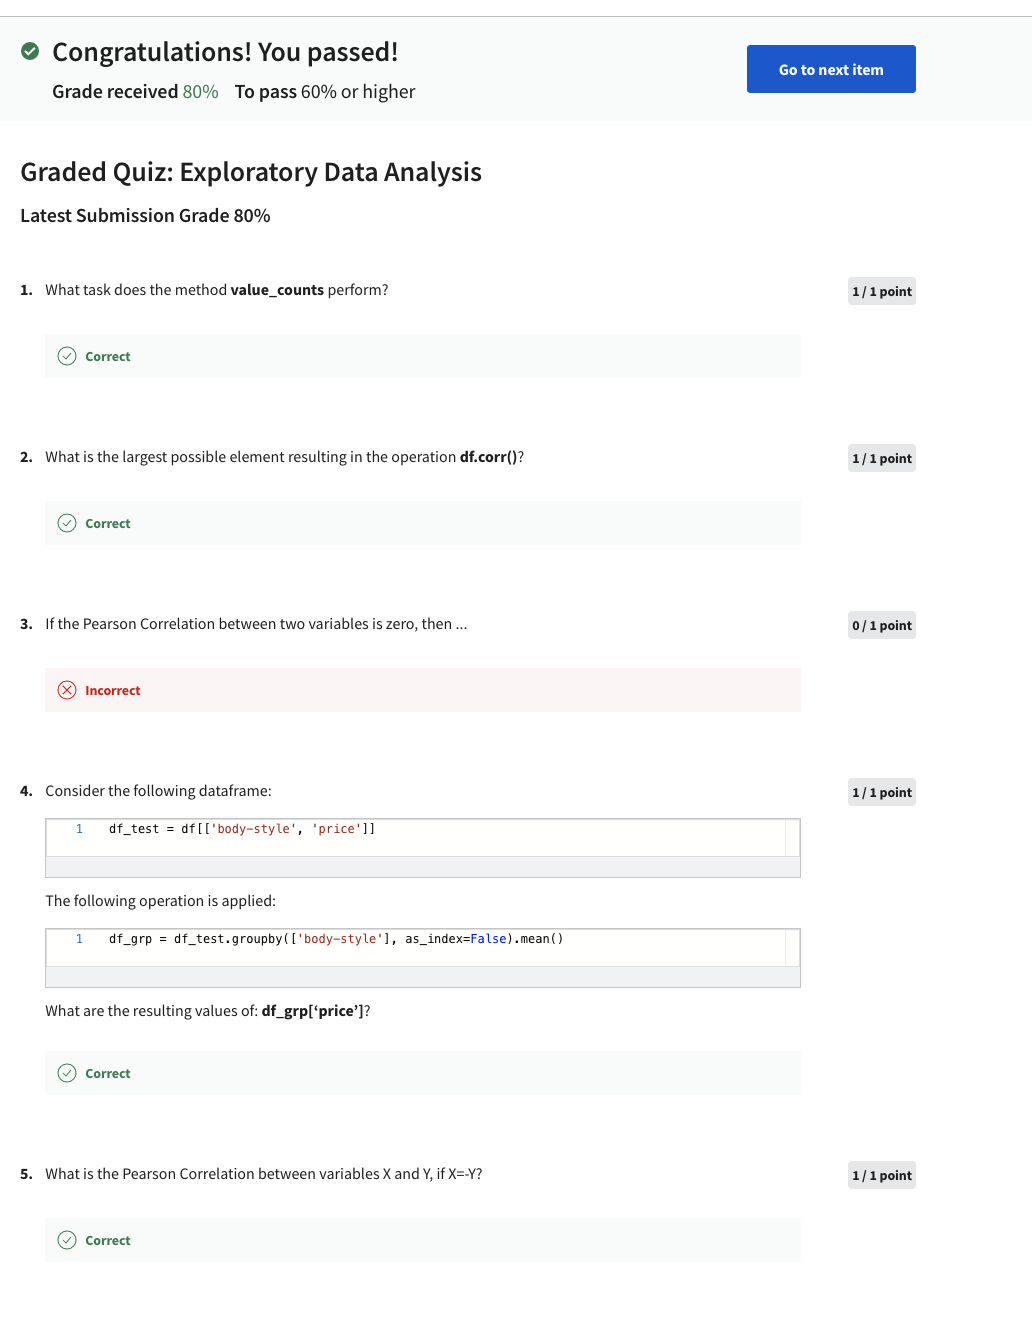 Congratulations! You passed!
Grade received 80% To pass 60% or higher
Go to next item
Graded Quiz: Exploratory Data Analysis
Latest Submission Grade 80%
1. What task does the method value_counts perform?
1 / 1 point
Correct
2. What is the largest possible element resulting in the operation df.corr()?
1 / 1 point
Correct
3. If the Pearson Correlation between two variables is zero, then ...
0 / 1 point
Incorrect
4. Consider the following dataframe:
1 / 1 point
1 df_test = df[['body-style', 'price']]
The following operation is applied:
1 df_grp = df_test.groupby(['body-style'], as_index=False).mean()
What are the resulting values of: df_grp[‘price’]?
Correct
5. What is the Pearson Correlation between variables X and Y, if X=-Y?
1 / 1 point
Correct